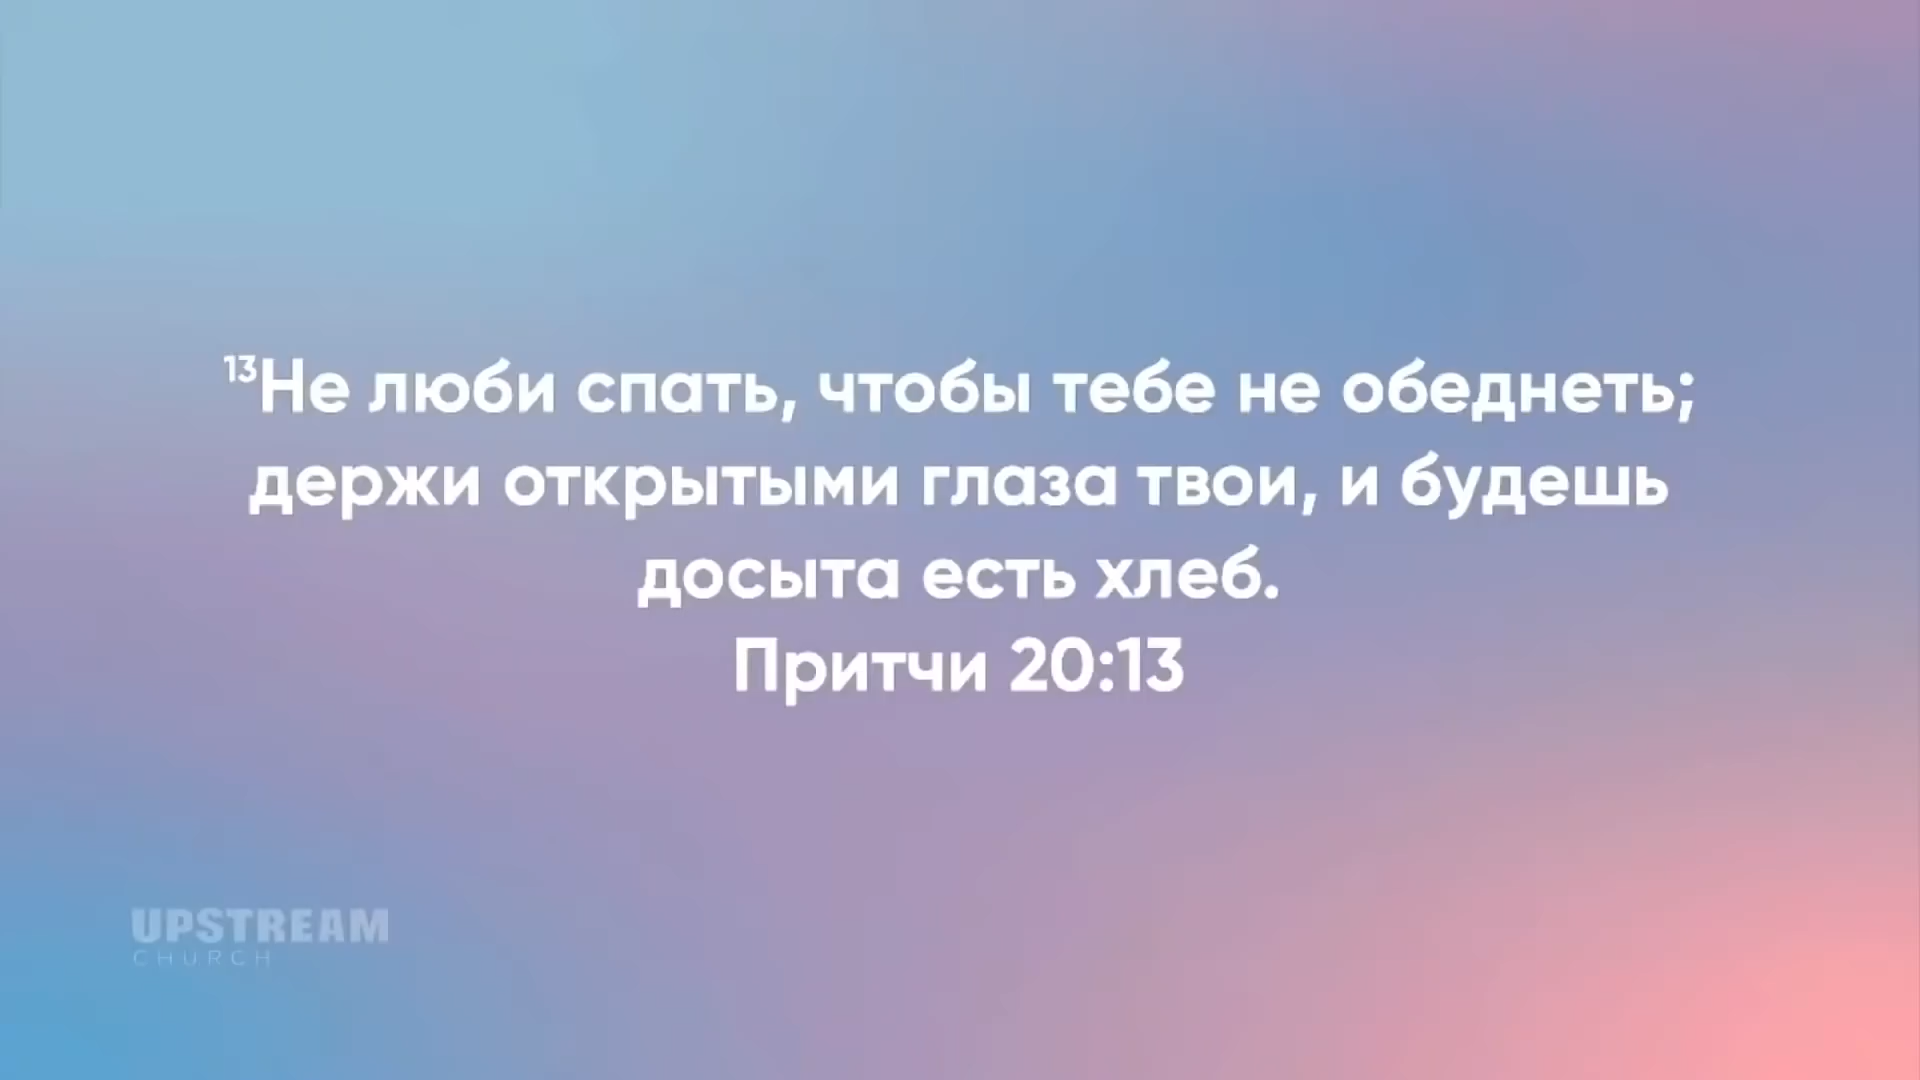 ¹³Не люби спать, чтобы тебе не обеднеть;
держи открытыми глаза твои, и будешь
досыта есть хлеб.
Притчи 20:13
UPSTREAM
CHURCH